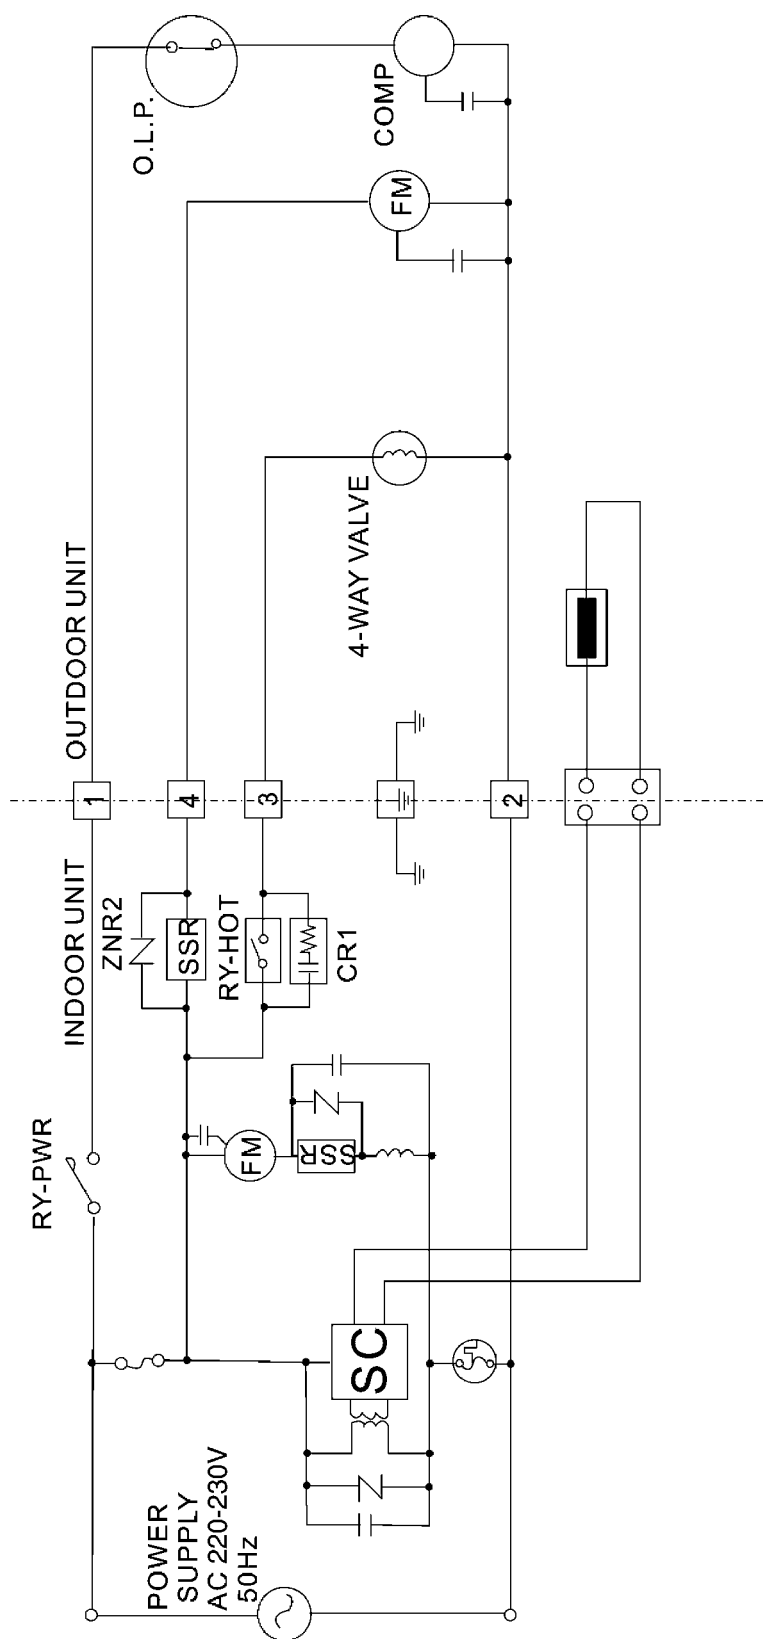 POWER
SUPPLY
AC 220-230V
50Hz
RY-PWR
INDOOR UNIT
OUTDOOR UNIT
ZNR2
SSR
RY-HOT
CR1
FM
SSR
SC
1
4
3
2
O.L.P.
COMP
FM
4-WAY VALVE